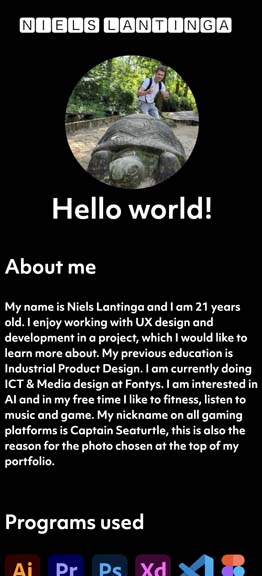 NIELS LANTINGA
Hello world!
About me
My name is Niels Lantinga and I am 21 years
old. I enjoy working with UX design and
development in a project, which I would like to
learn more about. My previous education is
Industrial Product Design. I am currently doing
ICT & Media design at Fontys. I am interested in
AI and in my free time I like to fitness, listen to
music and game. My nickname on all gaming
platforms is Captain Seaturtle, this is also the
reason for the photo chosen at the top of my
portfolio.
Programs used
Ai Pr Ps Xd